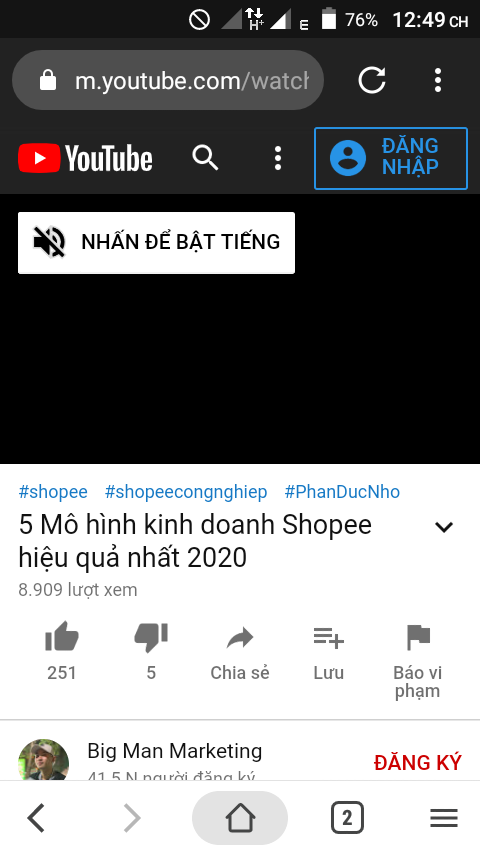 H+ E 76% 12:49 CH
m.youtube.com/watch
YouTube
ĐĂNG
NHẬP
NHẤN ĐỂ BẬT TIẾNG
#shopee #shopeecongnghiep #PhanDucNho
5 Mô hình kinh doanh Shopee
hiệu quả nhất 2020
8.909 lượt xem
251 5 Chia sẻ Lưu Báo vi
phạm
Big Man Marketing
ĐĂNG KÝ
41,5 N người đăng ký
2